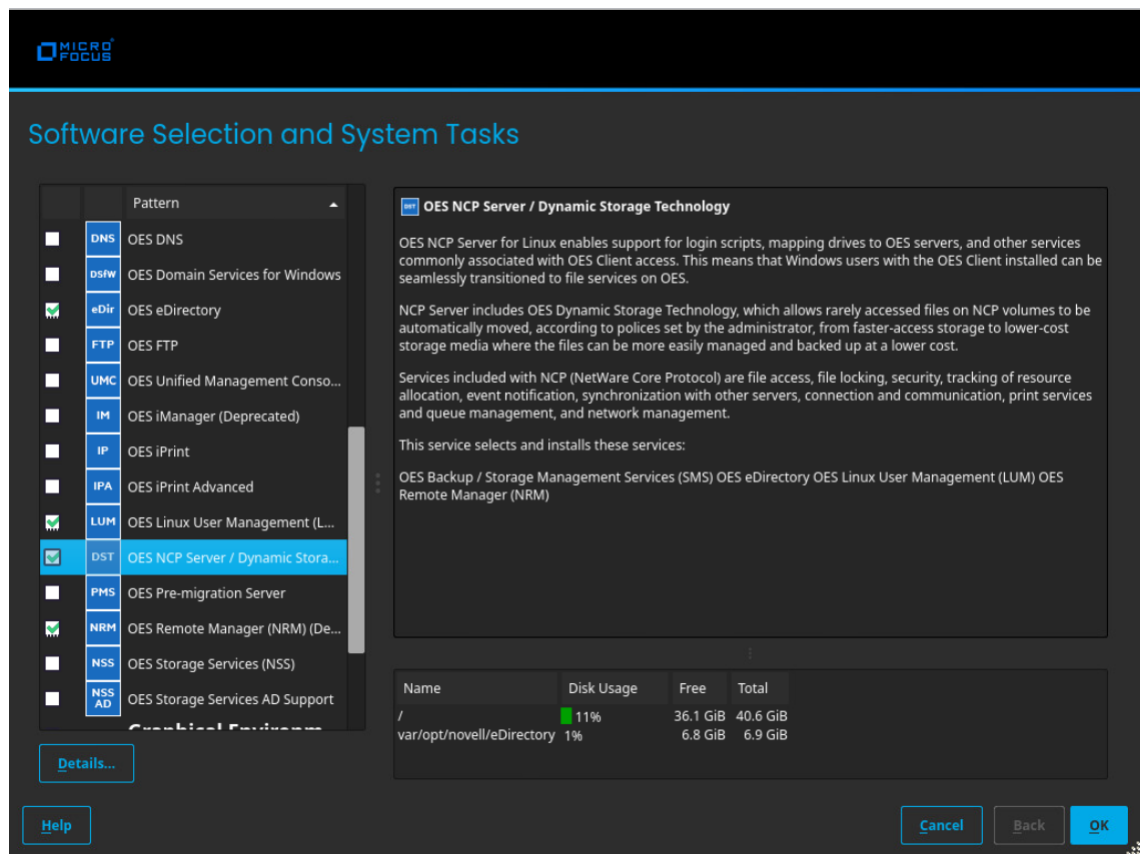 MICRO
FOCUS
Software Selection and System Tasks
Pattern
DNS OES DNS
DSfW OES Domain Services for Windows
eDir OES eDirectory
FTP OES FTP
UMC OES Unified Management Conso...
IM OES iManager (Deprecated)
IP OES iPrint
IPA OES iPrint Advanced
LUM OES Linux User Management (L...
DST OES NCP Server / Dynamic Stora...
PMS OES Pre-migration Server
NRM OES Remote Manager (NRM) (De...
NSS OES Storage Services (NSS)
NSS AD OES Storage Services AD Support
Graphical Environm
Details...
DST OES NCP Server / Dynamic Storage Technology
OES NCP Server for Linux enables support for login scripts, mapping drives to OES servers, and other services
commonly associated with OES Client access. This means that Windows users with the OES Client installed can be
seamlessly transitioned to file services on OES.
NCP Server includes OES Dynamic Storage Technology, which allows rarely accessed files on NCP volumes to be
automatically moved, according to polices set by the administrator, from faster-access storage to lower-cost
storage media where the files can be more easily managed and backed up at a lower cost.
Services included with NCP (NetWare Core Protocol) are file access, file locking, security, tracking of resource
allocation, event notification, synchronization with other servers, connection and communication, print services
and queue management, and network management.
This service selects and installs these services:
OES Backup / Storage Management Services (SMS) OES eDirectory OES Linux User Management (LUM) OES
Remote Manager (NRM)
Name Disk Usage Free Total
/ 11% 36.1 GiB 40.6 GiB
var/opt/novell/eDirectory 1% 6.8 GiB 6.9 GiB
Help
Cancel Back OK